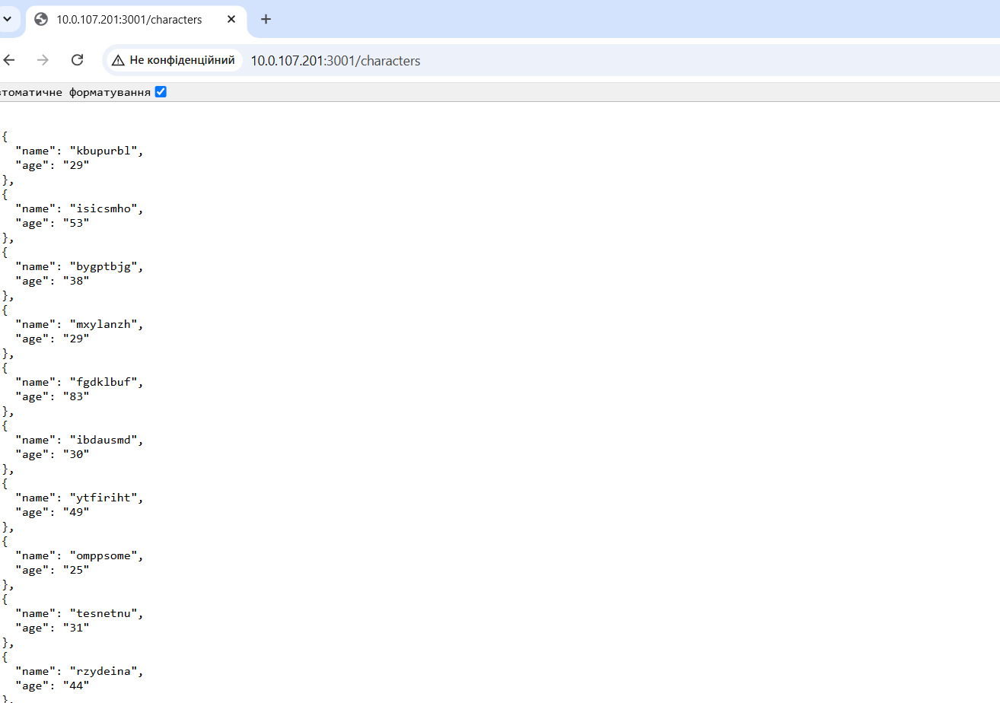 10.0.107.201:3001/characters
Не конфіденційний 10.0.107.201:3001/characters
втоматичне форматування
{
"name": "kbupurbl",
"age": "29"
},
{
"name": "isicsmho",
"age": "53"
},
{
"name": "bygptbjg",
"age": "38"
},
{
"name": "mxylanzh",
"age": "29"
},
{
"name": "fgdklbuf",
"age": "83"
},
{
"name": "ibdausmd",
"age": "30"
},
{
"name": "ytfiriht",
"age": "49"
},
{
"name": "omppsome",
"age": "25"
},
{
"name": "tesnetnu",
"age": "31"
},
{
"name": "rzydeina",
"age": "44"
},